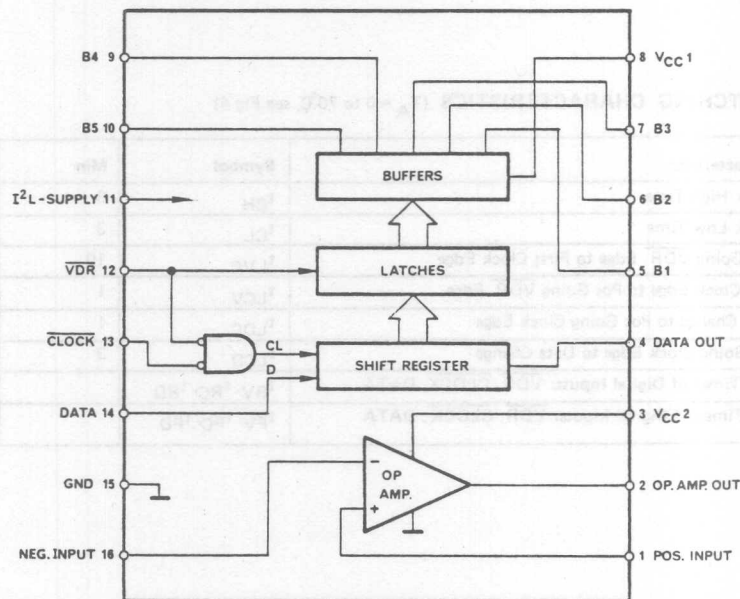 B4 9
8 VCC 1
TCHING CHARACTERISTICS
B5 10
7 B3
BUFFERS
I²L-SUPPLY 11
6 B2
VDR 12
LATCHES
5 B1
CLOCK 13
CL
D
SHIFT REGISTER
4 DATA OUT
DATA 14
3 VCC 2
GND 15
-
OP
AMP.
+
2 OP. AMP. OUT
NEG. INPUT 16
1 POS. INPUT